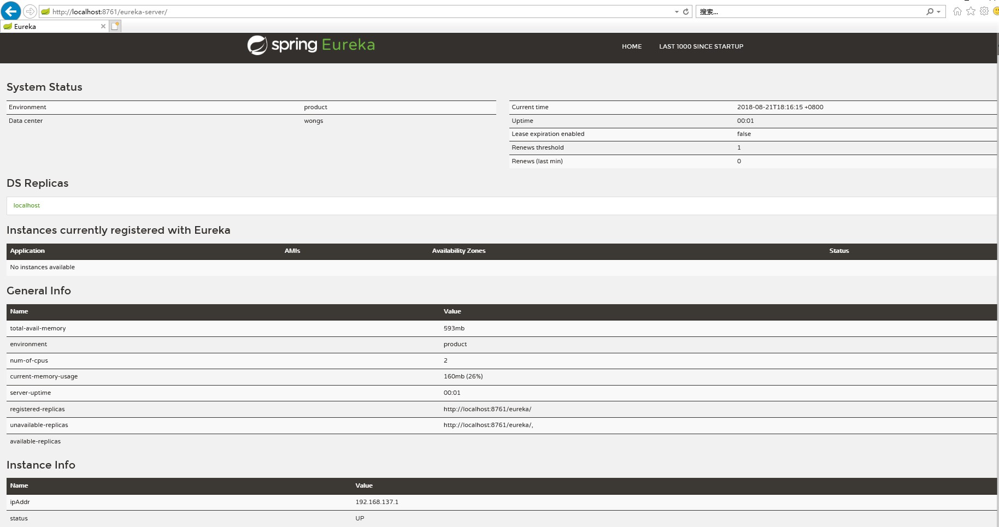 http://localhost:8761/eureka-server/
搜索...
Eureka
spring Eureka
HOME LAST 1000 SINCE STARTUP
System Status
Environment product
Data center wongs
Current time 2018-08-21T18:16:15 +0800
Uptime 00:01
Lease expiration enabled false
Renews threshold 1
Renews (last min) 0
DS Replicas
localhost
Instances currently registered with Eureka
Application AMIs Availability Zones Status
No instances available
General Info
Name Value
total-avail-memory 593mb
environment product
num-of-cpus 2
current-memory-usage 160mb (26%)
server-uptime 00:01
registered-replicas http://localhost:8761/eureka/
unavailable-replicas http://localhost:8761/eureka/,
available-replicas
Instance Info
Name Value
ipAddr 192.168.137.1
status UP